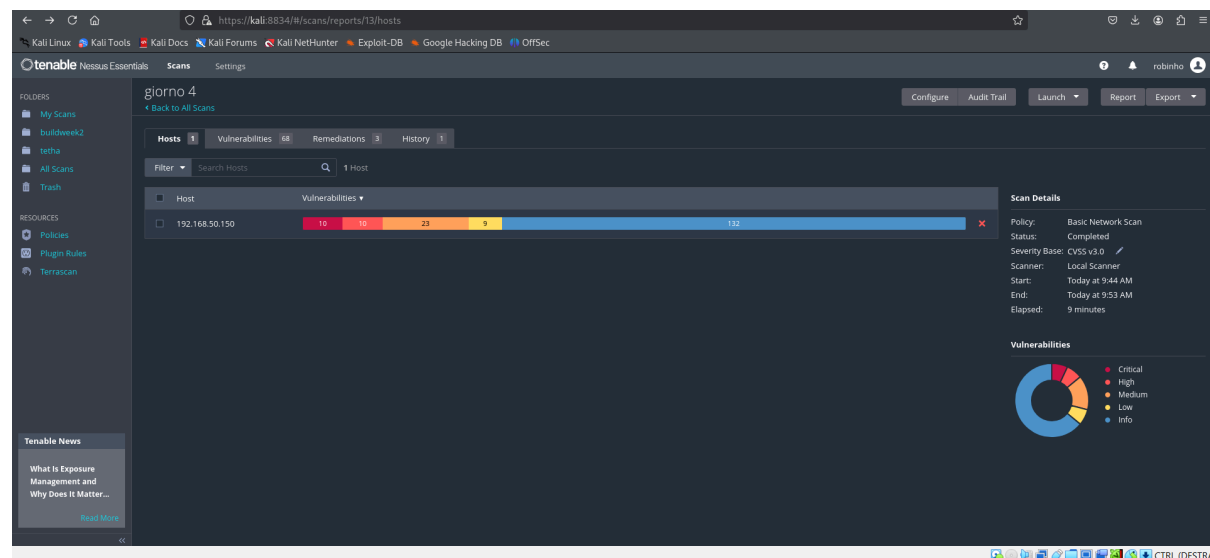 https://kali:8834/#/scans/reports/13/hosts
Kali Linux Kali Tools Kali Docs Kali Forums Kali NetHunter Exploit-DB Google Hacking DB OffSec
tenable Nessus Essentials Scans Settings robinho
FOLDERS
My Scans
buildweek2
tetha
All Scans
Trash
RESOURCES
Policies
Plugin Rules
Terrascan
Tenable News
What Is Exposure
Management and
Why Does It Matter...
Read More
giorno 4
Back to All Scans
Configure Audit Trail Launch Report Export
Hosts 1 Vulnerabilities 68 Remediations 3 History 1
Filter Search Hosts 1 Host
Host Vulnerabilities
192.168.50.150 10 10 23 9 132
Scan Details
Policy: Basic Network Scan
Status: Completed
Severity Base: CVSS v3.0
Scanner: Local Scanner
Start: Today at 9:44 AM
End: Today at 9:53 AM
Elapsed: 9 minutes
Vulnerabilities
Critical
High
Medium
Low
Info
CTRL (DESTRA